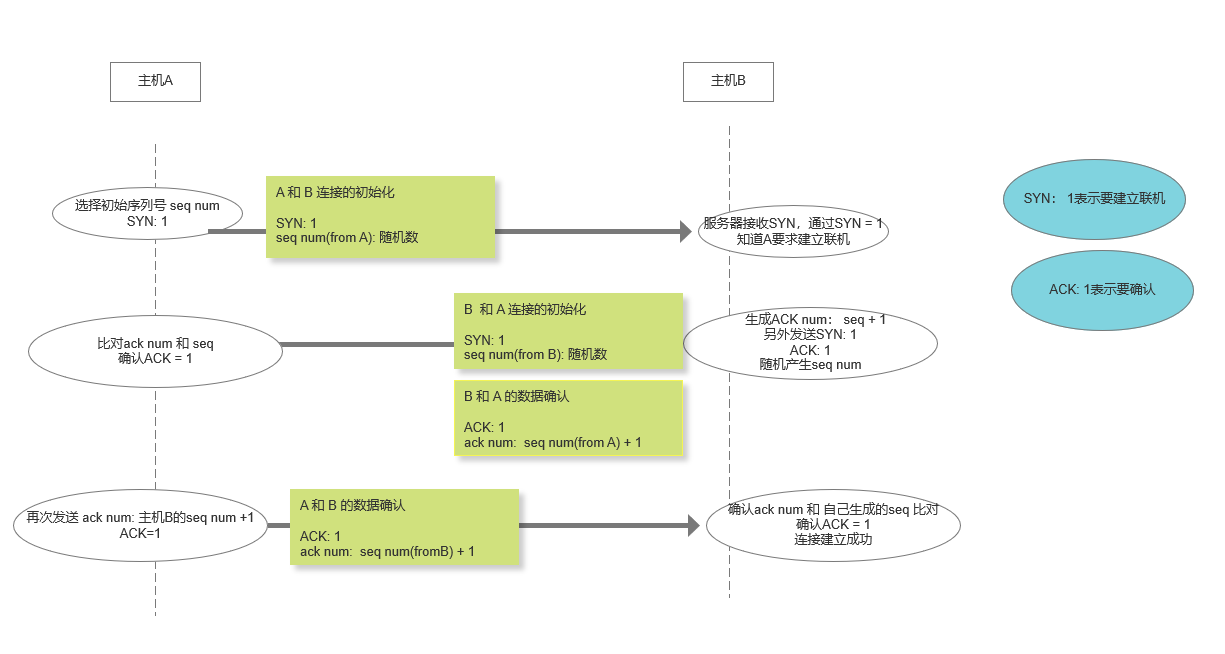 主机A
主机B
选择初始序列号 seq num
SYN: 1
A 和 B 连接的初始化
SYN: 1
seq num(from A): 随机数
服务器接收SYN，通过SYN = 1
知道A要求建立联机
SYN： 1表示要建立联机
ACK: 1表示要确认
比对ack num 和 seq
确认ACK = 1
B  和 A 连接的初始化
SYN: 1
seq num(from B): 随机数
生成ACK num： seq + 1
另外发送SYN: 1
ACK: 1
随机产生seq num
B 和 A 的数据确认
ACK: 1
ack num:  seq num(from A) + 1
再次发送 ack num: 主机B的seq num +1
ACK=1
A 和 B 的数据确认
ACK: 1
ack num:  seq num(fromB) + 1
确认ack num 和 自己生成的seq 比对
确认ACK = 1
连接建立成功